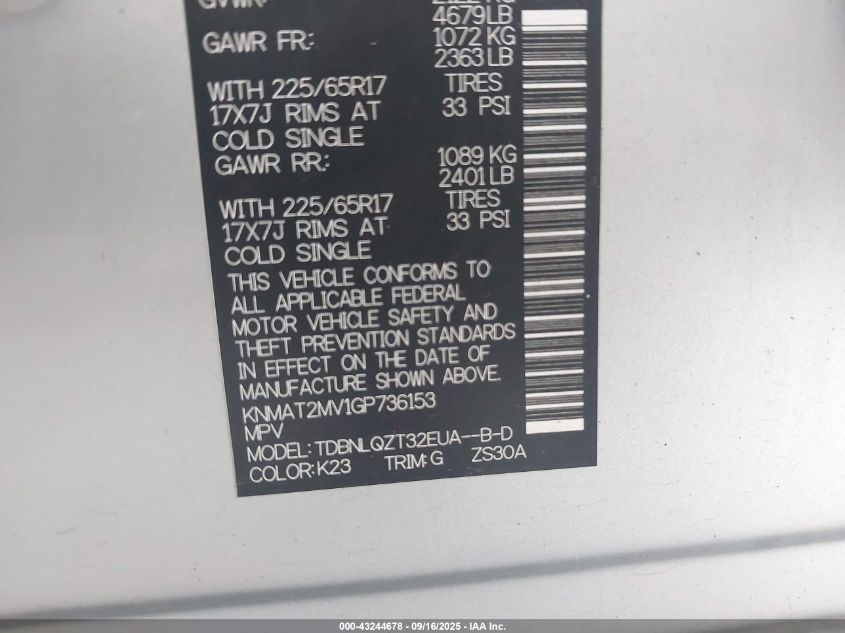 GVWR:
4679LB
GAWR FR: 1072 KG
2363 LB
WITH 225/65R17 TIRES
17X7J RIMS AT 33 PSI
COLD SINGLE
GAWR RR: 1089 KG
2401 LB
WITH 225/65R17 TIRES
17X7J RIMS AT 33 PSI
COLD SINGLE
THIS VEHICLE CONFORMS TO
ALL APPLICABLE FEDERAL
MOTOR VEHICLE SAFETY AND
THEFT PREVENTION STANDARDS
IN EFFECT ON THE DATE OF
MANUFACTURE SHOWN ABOVE.
KNMAT2MV1GP736153
MPV
MODEL: TDBNLQZT32EUA--B-D
COLOR: K23 TRIM: G ZS30A
000-43244678 - 09/16/2025 - IAA Inc.